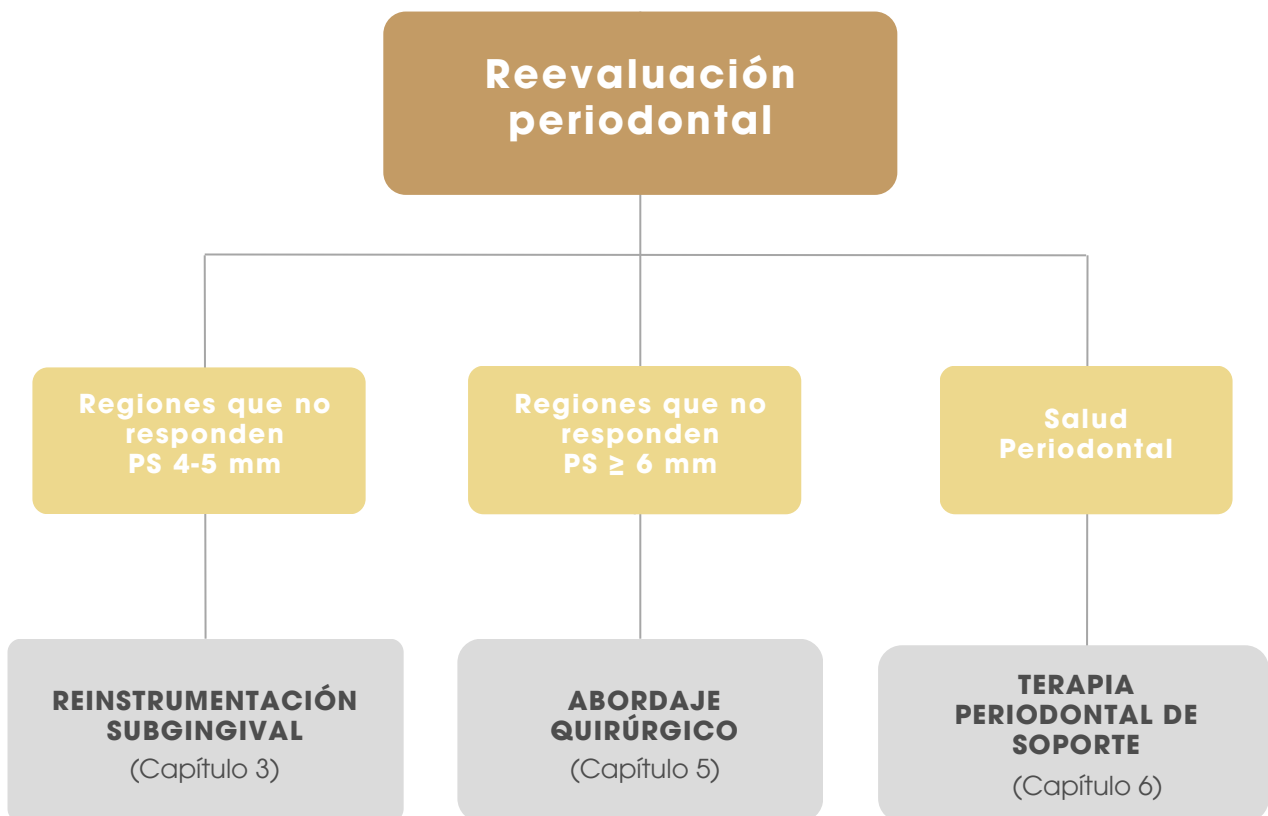 Reevaluación
periodontal
Regiones que no
responden
PS 4-5 mm
Regiones que no
responden
PS ≥ 6 mm
Salud
Periodontal
REINSTRUMENTACIÓN
SUBGINGIVAL
(Capítulo 3)
ABORDAJE
QUIRÚRGICO
(Capítulo 5)
TERAPIA
PERIODONTAL DE
SOPORTE
(Capítulo 6)